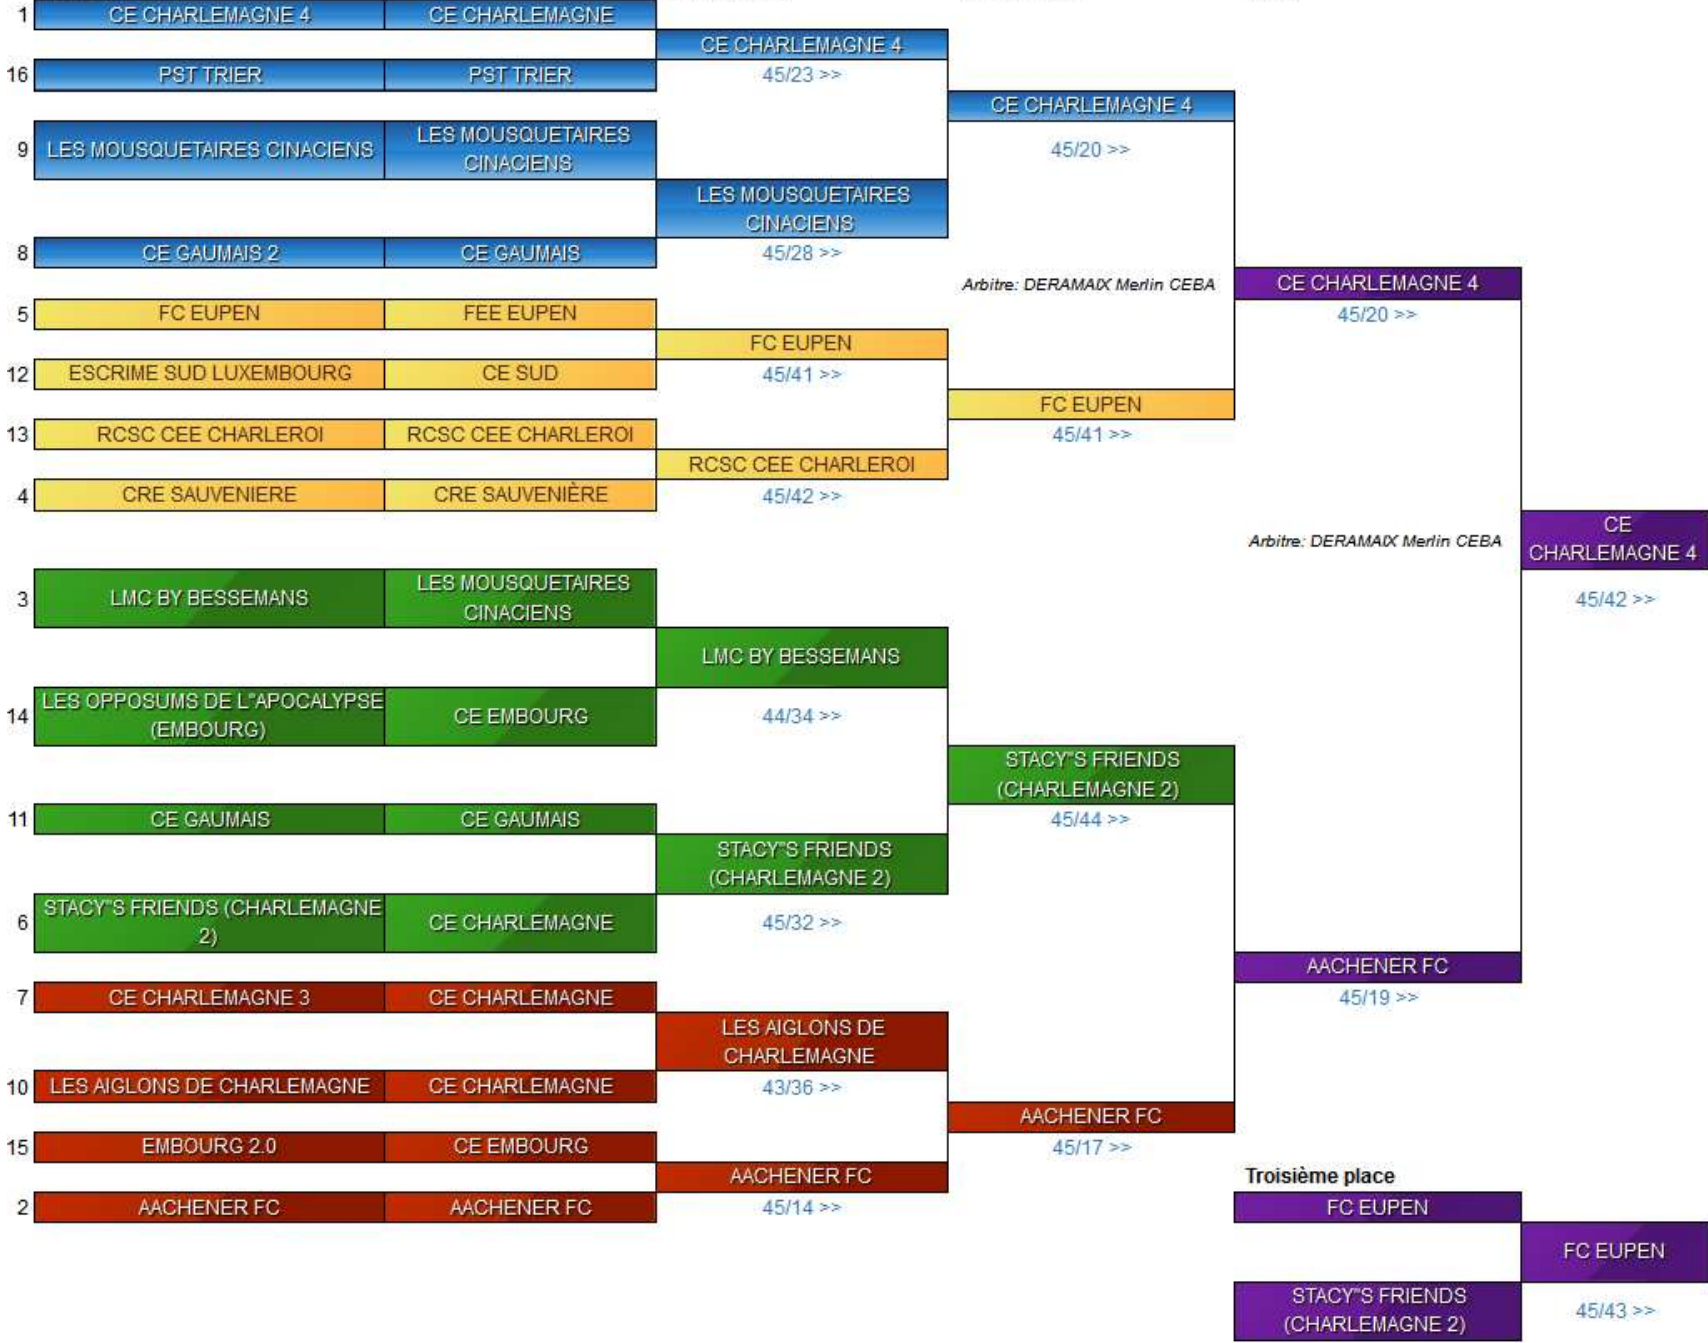 1 CE CHARLEMAGNE 4 CE CHARLEMAGNE
CE CHARLEMAGNE 4
16 PST TRIER PST TRIER 45/23 >>
CE CHARLEMAGNE 4
9 LES MOUSQUETAIRES CINACIENS LES MOUSQUETAIRES
CINACIENS
45/20 >>
LES MOUSQUETAIRES
CINACIENS
8 CE GAUMAIS 2 CE GAUMAIS 45/28 >>
Arbitre: DERAMAIX Merlin CEBA CE CHARLEMAGNE 4
5 FC EUPEN FEE EUPEN 45/20 >>
FC EUPEN
12 ESCRIME SUD LUXEMBOURG CE SUD 45/41 >>
FC EUPEN
13 RCSC CEE CHARLEROI RCSC CEE CHARLEROI 45/41 >>
RCSC CEE CHARLEROI
4 CRE SAUVENIERE CRE SAUVENIÈRE 45/42 >>
Arbitre: DERAMAIX Merlin CEBA CE
CHARLEMAGNE 4
3 LMC BY BESSEMANS LES MOUSQUETAIRES
CINACIENS
45/42 >>
LMC BY BESSEMANS
14 LES OPPOSUMS DE L"APOCALYPSE
(EMBOURG) CE EMBOURG 44/34 >>
STACY"S FRIENDS
(CHARLEMAGNE 2)
11 CE GAUMAIS CE GAUMAIS 45/44 >>
STACY"S FRIENDS
(CHARLEMAGNE 2)
6 STACY"S FRIENDS (CHARLEMAGNE
2) CE CHARLEMAGNE 45/32 >>
AACHENER FC
7 CE CHARLEMAGNE 3 CE CHARLEMAGNE 45/19 >>
LES AIGLONS DE
CHARLEMAGNE
10 LES AIGLONS DE CHARLEMAGNE CE CHARLEMAGNE 43/36 >>
AACHENER FC
15 EMBOURG 2.0 CE EMBOURG 45/17 >>
AACHENER FC Troisième place
2 AACHENER FC AACHENER FC 45/14 >> FC EUPEN
FC EUPEN
STACY"S FRIENDS
(CHARLEMAGNE 2) 45/43 >>